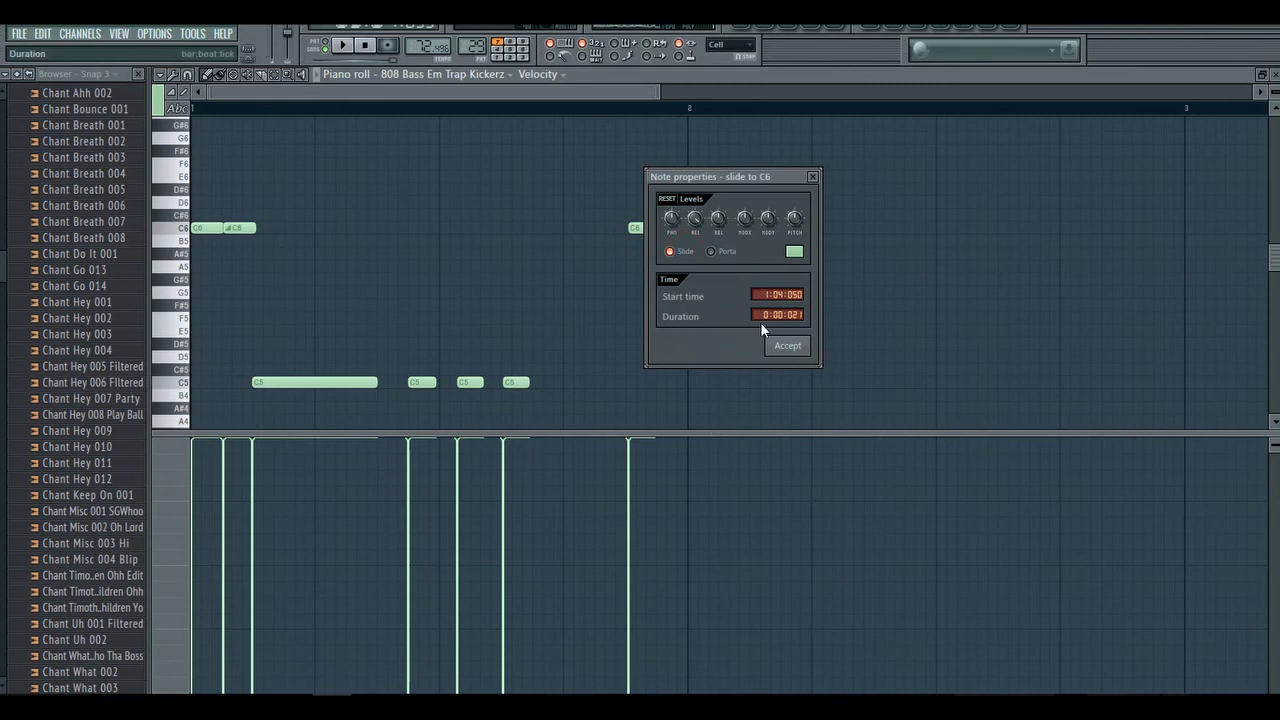 FILE EDIT CHANNELS VIEW OPTIONS TOOLS HELP
Duration bar:beat:tick
72.496
29
Cell
Browser - Snap 3
Piano roll - 808 Bass Em Trap Kickerz Velocity
Chant Ahh 002
Chant Bounce 001
Chant Breath 001
Chant Breath 002
Chant Breath 003
Chant Breath 004
Chant Breath 005
Chant Breath 006
Chant Breath 007
Chant Breath 008
Chant Do It 001
Chant Go 013
Chant Go 014
Chant Hey 001
Chant Hey 002
Chant Hey 003
Chant Hey 004
Chant Hey 005 Filtered
Chant Hey 006 FIltered
Chant Hey 007 Party
Chant Hey 008 Play Ball
Chant Hey 009
Chant Hey 010
Chant Hey 011
Chant Hey 012
Chant Keep On 001
Chant Misc 001 SGWhoo
Chant Misc 002 Oh Lord
Chant Misc 003 Hi
Chant Misc 004 Blip
Chant Timo..en Ohh Edit
Chant Timot..ildren Ohh
Chant Timoth..hildren Yo
Chant Uh 001 Filtered
Chant Uh 002
Chant What..ho Tha Boss
Chant What 002
Chant What 003
Abc
1 2 3
G#6
G6
F#6
F6
E6
D#6
D6
C#6
C6
B5
A#5
A5
G#5
G5
F#5
F5
E5
D#5
D5
C#5
C5
B4
A#4
A4
C6 C6 C6
C5 C5 C5 C5
Note properties - slide to C6
RESET Levels
PAN VEL REL MODX MODY PITCH
Slide Porta
Time
Start time 1:04:050
Duration 0:00:021
Accept